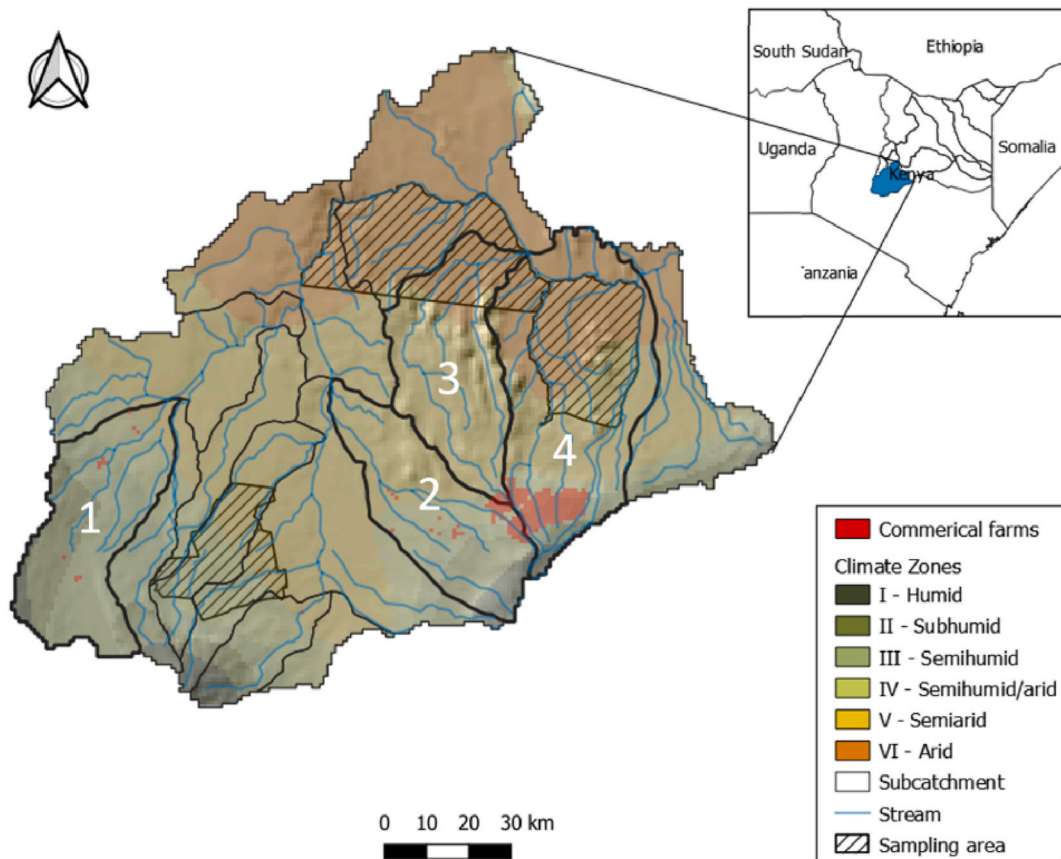 South Sudan
Ethiopia
Uganda
Kenya
Somalia
anzania
3
4
2
1
Commerical farms
Climate Zones
I - Humid
II - Subhumid
III - Semihumid
IV - Semihumid/arid
V - Semiarid
VI - Arid
Subcatchment
Stream
Sampling area
0 10 20 30 km